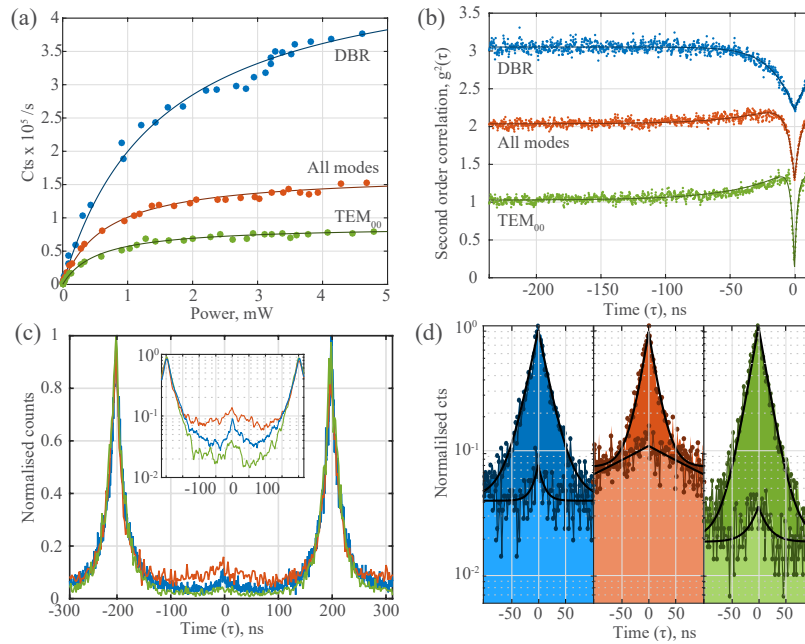 (a)
4
3.5
3
2.5
2
1.5
1
0.5
0
Cts x 10⁵ /s
DBR
All modes
TEM₀₀
0 1 2 3 4 5
Power, mW
(b)
3.5
3
2.5
2
1.5
1
0.5
0
Second order correlation, g²(τ)
DBR
All modes
TEM₀₀
-200 -150 -100 -50 0
Time (τ), ns
(c)
1
0.8
0.6
0.4
0.2
0
Normalised counts
10⁰
10⁻¹
10⁻²
-100 0 100
-300 -200 -100 0 100 200 300
Time (τ), ns
(d)
10⁰
10⁻¹
10⁻²
Normalised cts
-50 0 50 -50 0 50 -50 0 50
Time (τ), ns